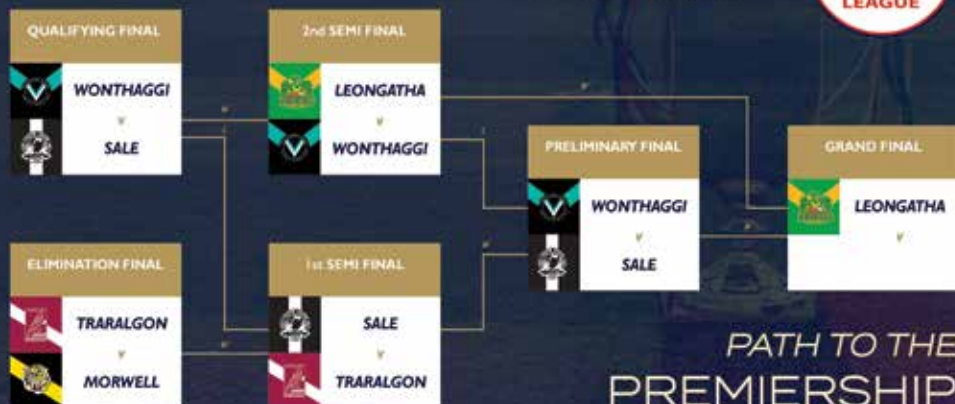 LEAGUE
QUALIFYING FINAL
WONTHAGGI
v
SALE
2nd SEMI FINAL
LEONGATHA
v
WONTHAGGI
PRELIMINARY FINAL
WONTHAGGI
v
SALE
GRAND FINAL
LEONGATHA
v
ELIMINATION FINAL
TRARALGON
v
MORWELL
1st SEMI FINAL
SALE
v
TRARALGON
PATH TO THE
PREMIERSHIP